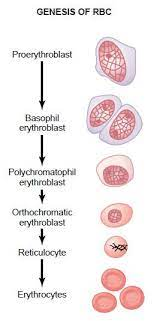 GENESIS OF RBC
Proerythroblast
Basophil
erythroblast
Polychromatophil
erythroblast
Orthochromatic
erythroblast
Reticulocyte
Erythrocytes